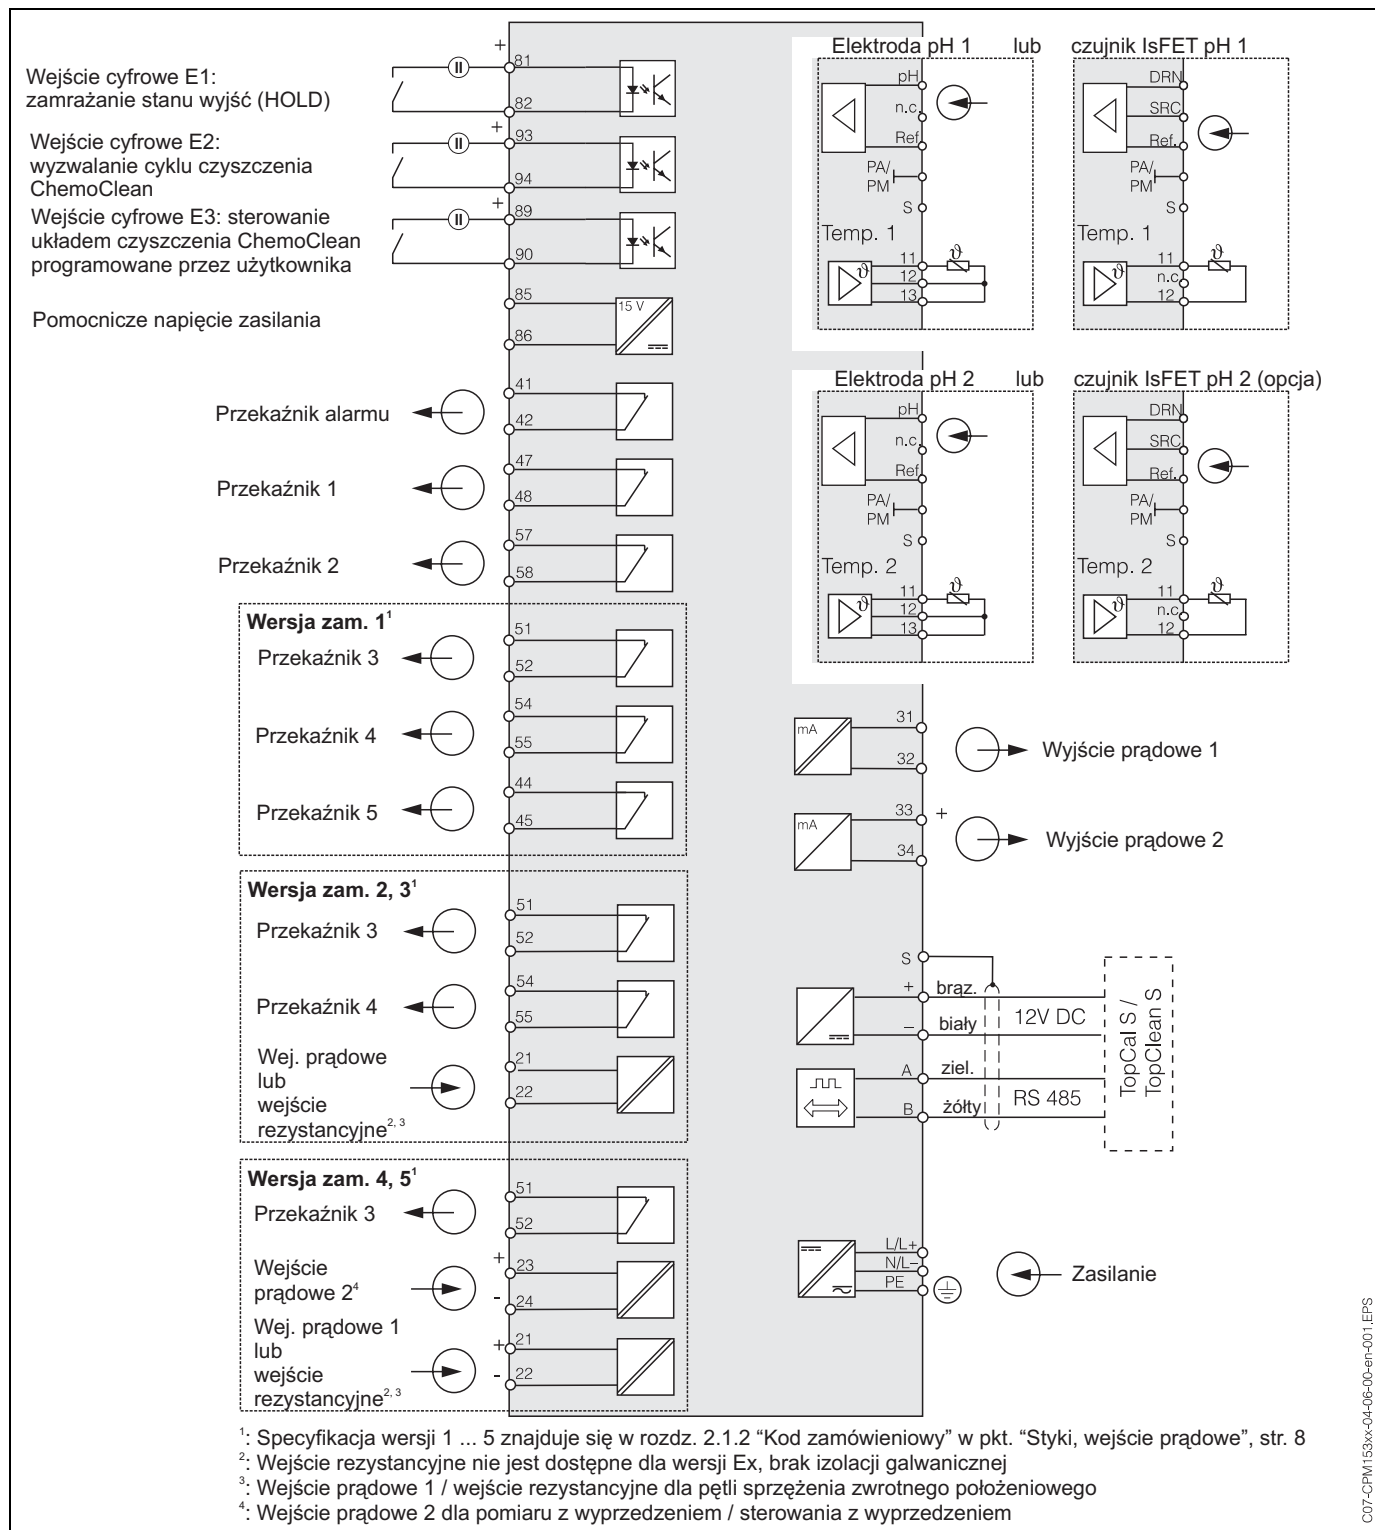 Wejście cyfrowe E1:
zamrażanie stanu wyjść (HOLD)
+
81
82
Wejście cyfrowe E2:
wyzwalanie cyklu czyszczenia
ChemoClean
+
93
94
Wejście cyfrowe E3: sterowanie
układem czyszczenia ChemoClean
programowane przez użytkownika
+
89
90
Pomocnicze napięcie zasilania
85
86
15 V
Przekaźnik alarmu
41
42
Przekaźnik 1
47
48
Przekaźnik 2
57
58
Wersja zam. 1¹
Przekaźnik 3
51
52
Przekaźnik 4
54
55
Przekaźnik 5
44
45
Wersja zam. 2, 3¹
Przekaźnik 3
51
52
Przekaźnik 4
54
55
Wej. prądowe
lub
wejście
rezystancyjne²˒ ³
21
22
Wersja zam. 4, 5¹
Przekaźnik 3
51
52
Wejście
prądowe 2⁴
+
23
-
24
Wej. prądowe 1
lub
wejście
rezystancyjne²˒ ³
+
21
-
22
Elektroda pH 1 lub czujnik IsFET pH 1
pH
n.c.
Ref
PA/
PM
S
Temp. 1
ϑ
11
12
13
ϑ
DRN
SRC
Ref.
PA/
PM
S
Temp. 1
ϑ
11
n.c
12
ϑ
Elektroda pH 2 lub czujnik IsFET pH 2 (opcja)
pH
n.c.
Ref
PA/
PM
S
Temp. 2
ϑ
11
12
13
ϑ
DRN
SRC
Ref.
PA/
PM
S
Temp. 2
ϑ
11
n.c
12
ϑ
mA
31
32
Wyjście prądowe 1
mA
33
+
34
Wyjście prądowe 2
S
+ brąz.
12V DC
– biały
A ziel.
RS 485
B żółty
TopCal S /
TopClean S
L/L+
N/L–
PE
Zasilanie
¹: Specyfikacja wersji 1 ... 5 znajduje się w rozdz. 2.1.2 “Kod zamówieniowy” w pkt. “Styki, wejście prądowe”, str. 8
²: Wejście rezystancyjne nie jest dostępne dla wersji Ex, brak izolacji galwanicznej
³: Wejście prądowe 1 / wejście rezystancyjne dla pętli sprzężenia zwrotnego położeniowego
⁴: Wejście prądowe 2 dla pomiaru z wyprzedzeniem / sterowania z wyprzedzeniem
C07-CPM153xx-04-06-00-en-001.EPS